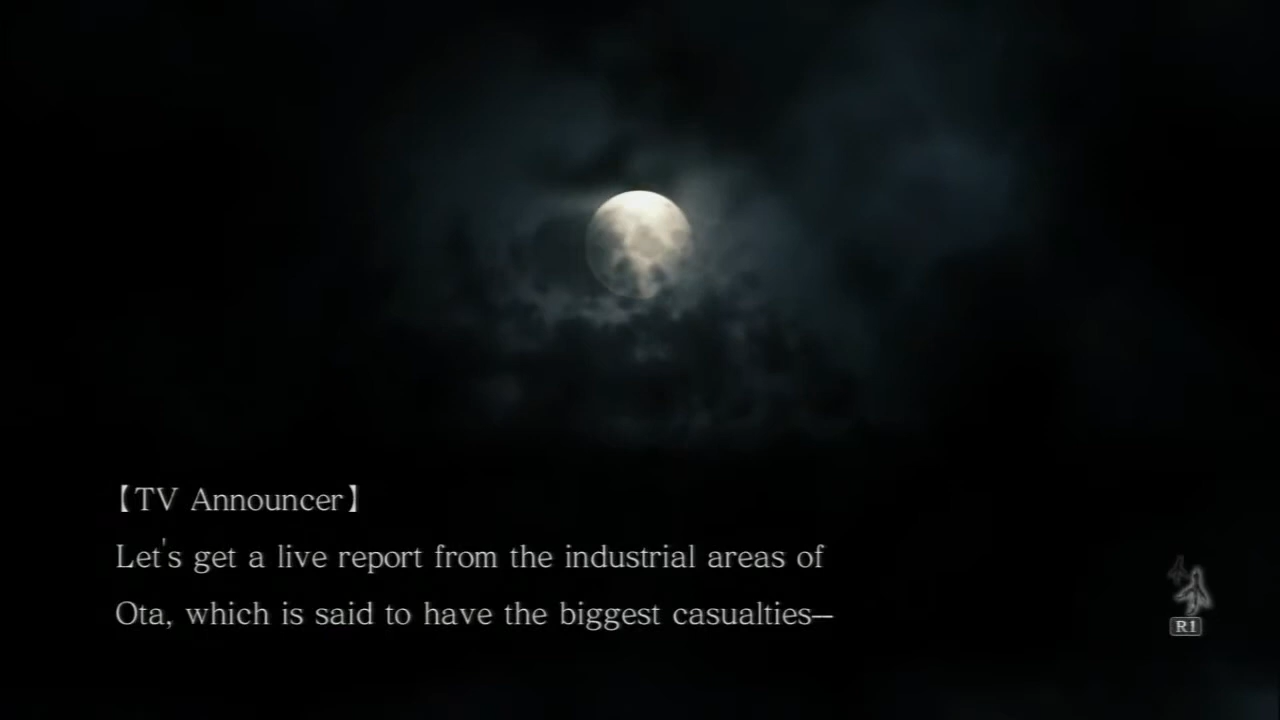 【TV Announcer】
Let's get a live report from the industrial areas of
Ota, which is said to have the biggest casualties—
R1